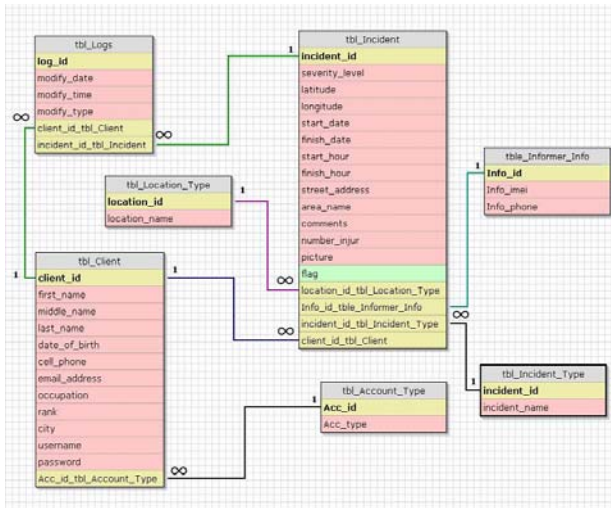 tbl_Logs
log_id
modify_date
modify_time
modify_type
client_id_tbl_Client
incident_id_tbl_Incident
∞
∞
tbl_Incident
1
incident_id
severity_level
latitude
longitude
start_date
finish_date
start_hour
finish_hour
street_address
area_name
comments
number_injur
picture
flag
location_id_tbl_Location_Type
Info_id_tble_Informer_Info
incident_id_tbl_Incident_Type
client_id_tbl_Client
∞
∞
∞
tble_Informer_Info
1
Info_id
Info_imei
Info_phone
tbl_Location_Type
1
location_id
location_name
tbl_Client
1
1
client_id
first_name
middle_name
last_name
date_of_birth
cell_phone
email_address
occupation
rank
city
username
password
Acc_id_tbl_Account_Type
∞
tbl_Account_Type
1
Acc_id
Acc_type
tbl_Incident_Type
1
incident_id
incident_name